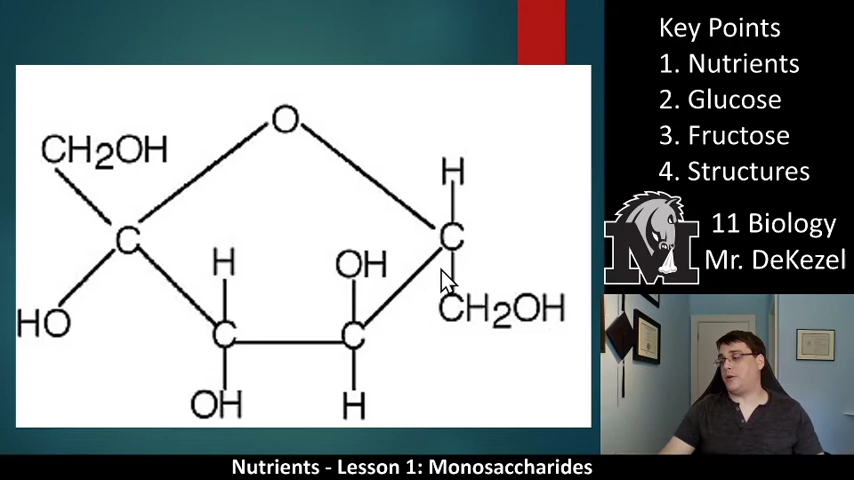 O
CH2OH
H
C
C
H
OH
CH2OH
HO
C
C
OH
H
Key Points
1. Nutrients
2. Glucose
3. Fructose
4. Structures
M
11 Biology
Mr. DeKezel
Nutrients - Lesson 1: Monosaccharides